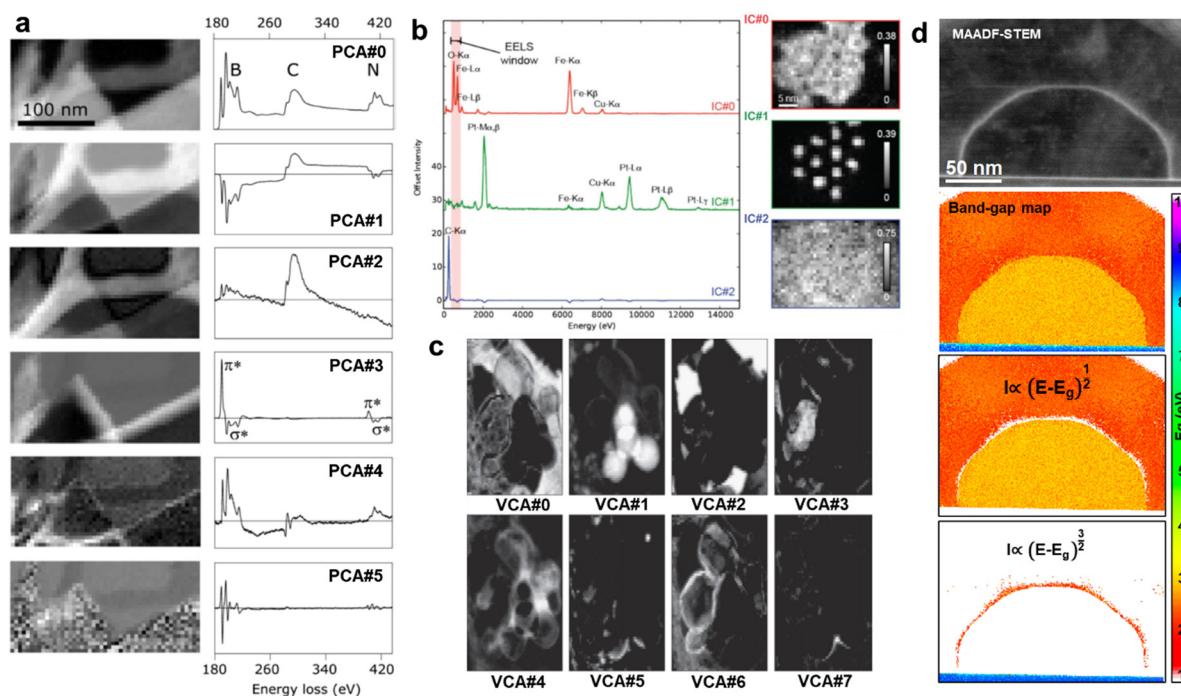 a
180 260 340 420
PCA#0
B C N
100 nm
PCA#1
PCA#2
PCA#3
π* π*
σ* σ*
PCA#4
PCA#5
180 260 340 420
Energy loss (eV)
b
EELS
window
O-Kα
Fe-Lα
Fe-Lβ
Fe-Kα
Fe-Kβ
Cu-Kα
IC#0
Pt-Mα,β
Fe-Kα
Cu-Kα
Pt-Lα
Pt-Lβ
Pt-Lγ
IC#1
C-Kα
IC#2
40
30
20
10
0
Offset Intensity
0 2000 4000 6000 8000 10000 12000 14000
Energy (eV)
IC#0
0.38
0
5 nm
IC#1
0.39
0
IC#2
0.75
0
c
VCA#0 VCA#1 VCA#2 VCA#3
VCA#4 VCA#5 VCA#6 VCA#7
d
MAADF-STEM
50 nm
Band-gap map
I∝ (E-Eg)
1
2
I∝ (E-Eg)
3
2